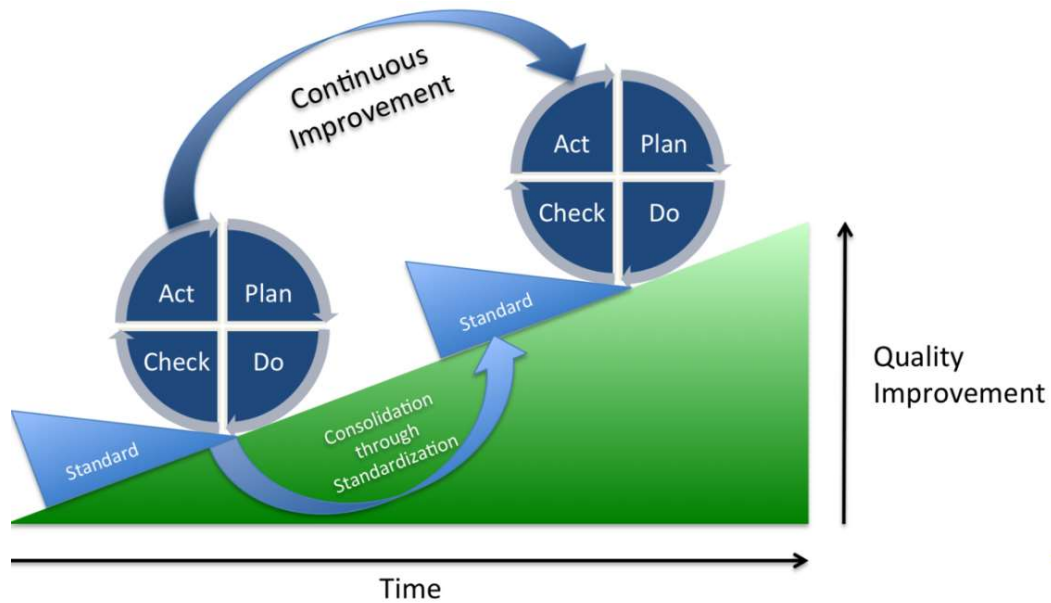 Continuous
Improvement
Act
Plan
Check
Do
Standard
Act
Plan
Check
Do
Standard
Consolidation
through
Standardization
Quality
Improvement
Time